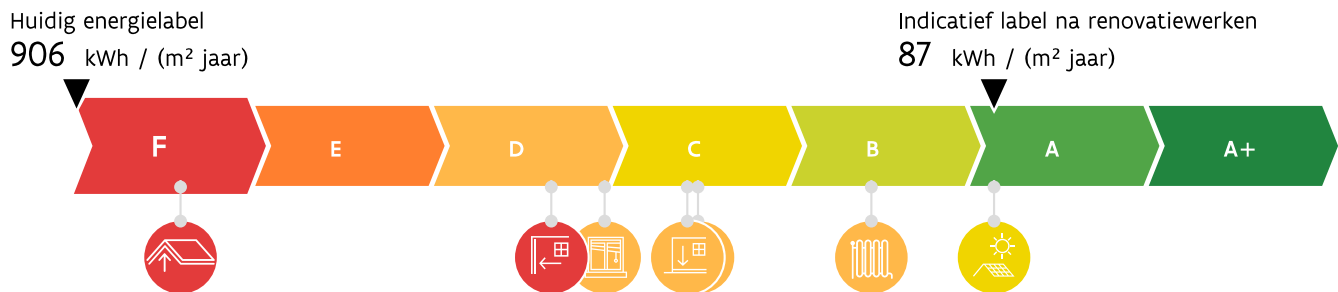 Huidig energielabel
906 kWh / (m² jaar)
Indicatief label na renovatiewerken
87 kWh / (m² jaar)
F E D C B A A+